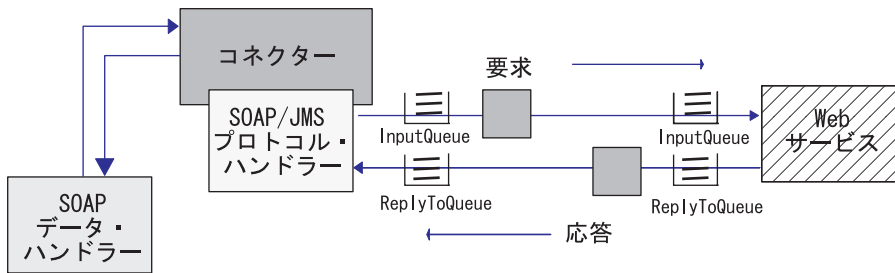 コネクター
要求
SOAP/JMS
プロトコル・
ハンドラー
InputQueue
InputQueue
Web
サービス
ReplyToQueue
ReplyToQueue
SOAP
データ・
ハンドラー
応答